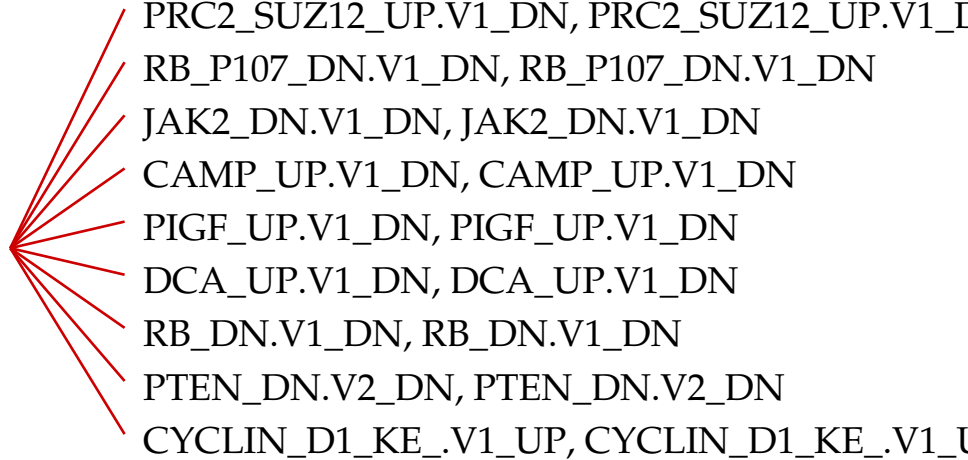 PRC2_SUZ12_UP.V1_DN, PRC2_SUZ12_UP.V1_D
RB_P107_DN.V1_DN, RB_P107_DN.V1_DN
JAK2_DN.V1_DN, JAK2_DN.V1_DN
CAMP_UP.V1_DN, CAMP_UP.V1_DN
PIGF_UP.V1_DN, PIGF_UP.V1_DN
DCA_UP.V1_DN, DCA_UP.V1_DN
RB_DN.V1_DN, RB_DN.V1_DN
PTEN_DN.V2_DN, PTEN_DN.V2_DN
CYCLIN_D1_KE_.V1_UP, CYCLIN_D1_KE_.V1_U